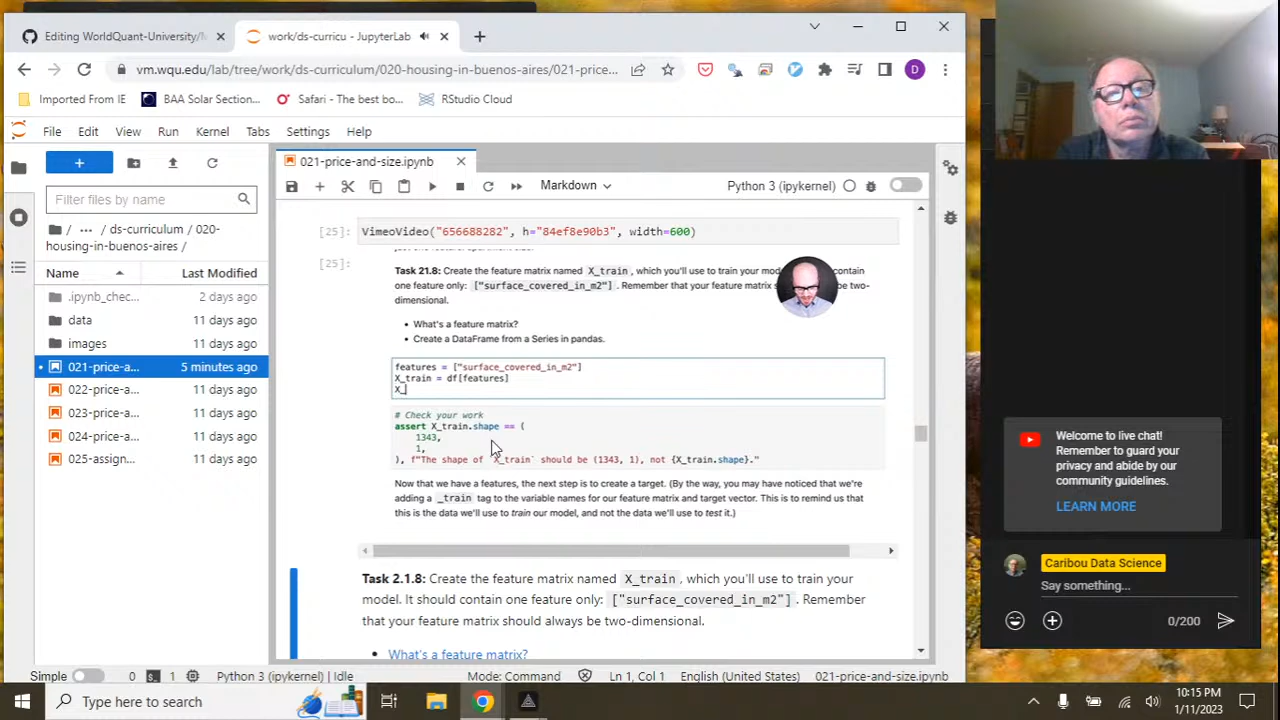 Editing WorldQuant-University/
work/ds-curricu - JupyterLab
vm.wqu.edu/lab/tree/work/ds-curriculum/020-housing-in-buenos-aires/021-price...
D
Imported From IE
BAA Solar Section...
Safari - The best bo...
RStudio Cloud
File Edit View Run Kernel Tabs Settings Help
021-price-and-size.ipynb
Markdown
Python 3 (ipykernel)
Filter files by name
/ ... / ds-curriculum / 020-
housing-in-buenos-aires /
Name Last Modified
.ipynb_chec... 2 days ago
data 11 days ago
images 11 days ago
021-price-a... 5 minutes ago
022-price-a... 11 days ago
023-price-a... 11 days ago
024-price-a... 11 days ago
025-assign... 11 days ago
[25]: VimeoVideo("656688282", h="84ef8e90b3", width=600)
[25]:
Task 21.8: Create the feature matrix named X_train, which you'll use to train your contain
one feature only: ["surface_covered_in_m2"]. Remember that your feature matrix be two-
dimensional.
• What's a feature matrix?
• Create a DataFrame from a Series in pandas.
features = ["surface_covered_in_m2"]
X_train = df[features]
X_
# Check your work
assert X_train.shape == (
1343,
1,
), f"The shape of `X_train` should be (1343, 1), not {X_train.shape}."
Now that we have a features, the next step is to create a target. (By the way, you may have noticed that we're
adding a _train tag to the variable names for our feature matrix and target vector. This is to remind us that
this is the data we'll use to train our model, and not the data we'll use to test it.)
Task 2.1.8: Create the feature matrix named X_train, which you'll use to train your
model. It should contain one feature only: ["surface_covered_in_m2"]. Remember
that your feature matrix should always be two-dimensional.
• What's a feature matrix?
Simple 0 1 Python 3 (ipykernel) | Idle Mode: Command Ln 1, Col 1 English (United States) 021-price-and-size.ipynb
Welcome to live chat!
Remember to guard your
privacy and abide by our
community guidelines.
LEARN MORE
Caribou Data Science
Say something...
0/200
Type here to search
10:15 PM
1/11/2023